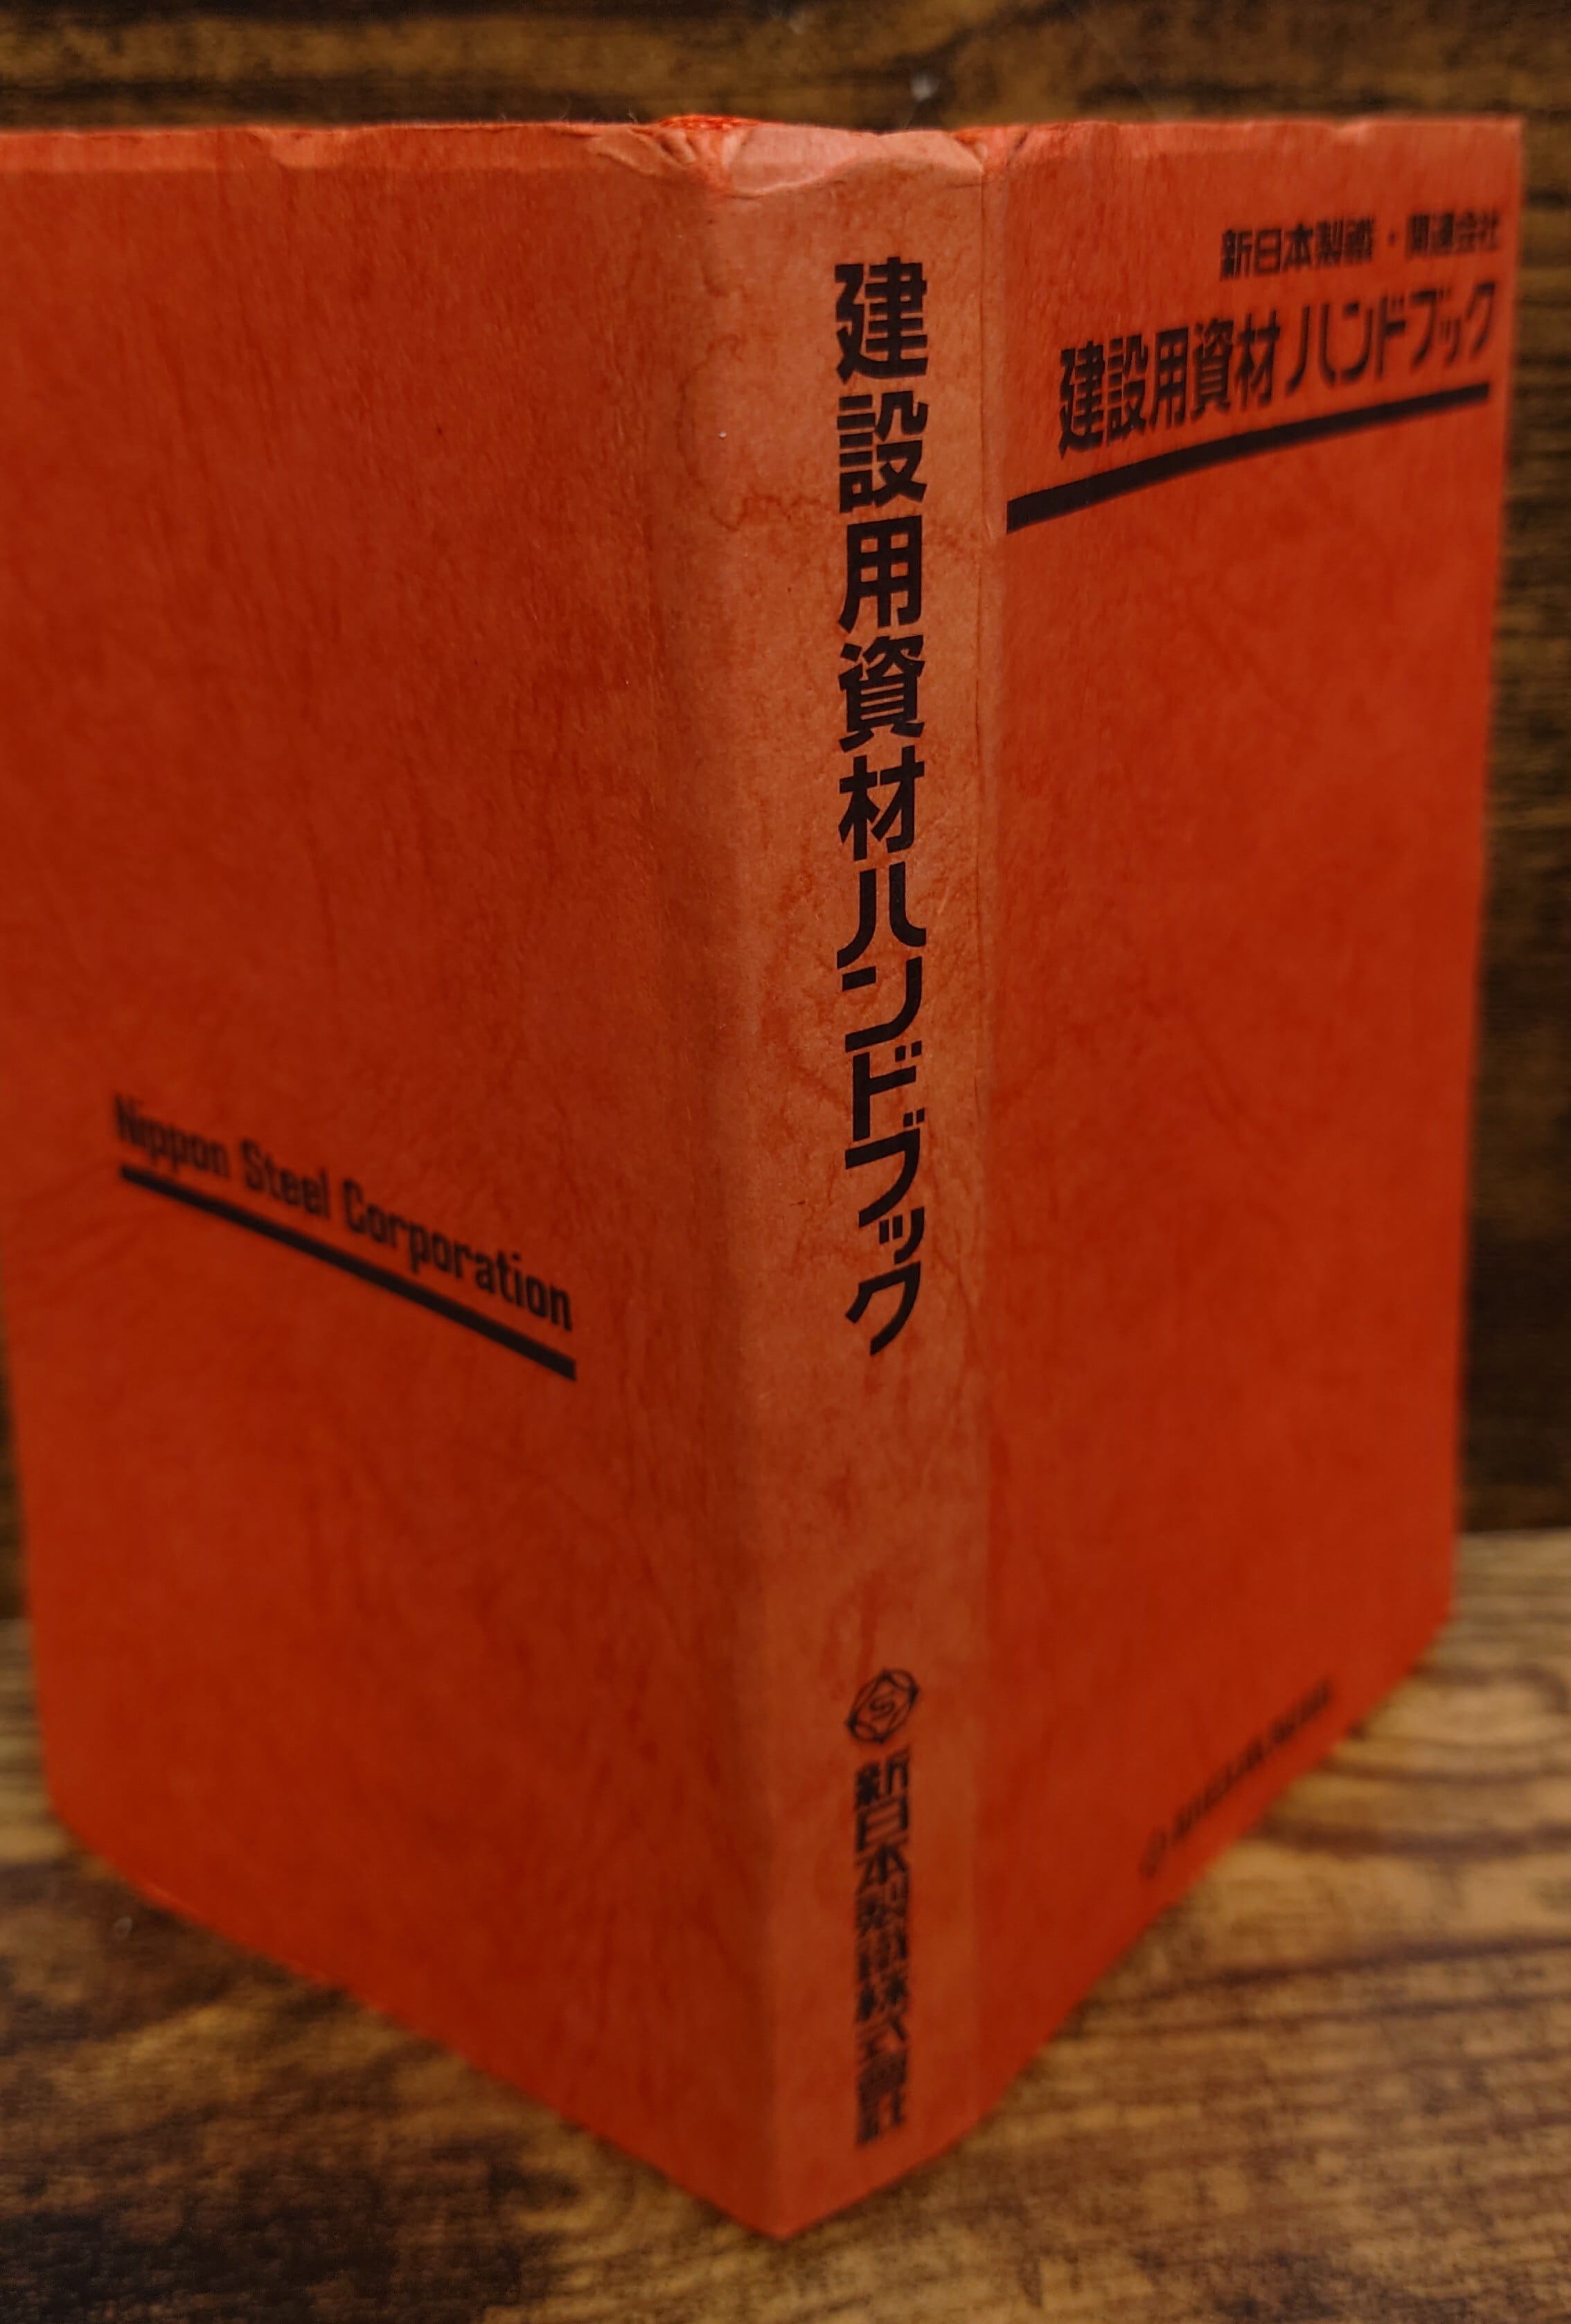 新日本製鐵・関連会社
建設用資材ハンドブック
建設用資材ハンドブック
新日本製鐵株式會社
Nippon Steel Corporation